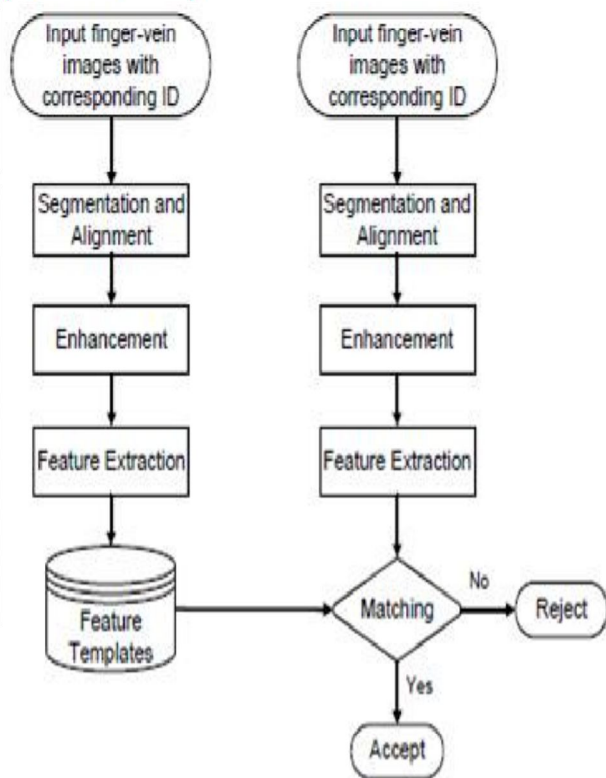 Input finger-vein
images with
corresponding ID
Segmentation and
Alignment
Enhancement
Feature Extraction
Feature
Templates
Input finger-vein
images with
corresponding ID
Segmentation and
Alignment
Enhancement
Feature Extraction
Matching
No
Reject
Yes
Accept